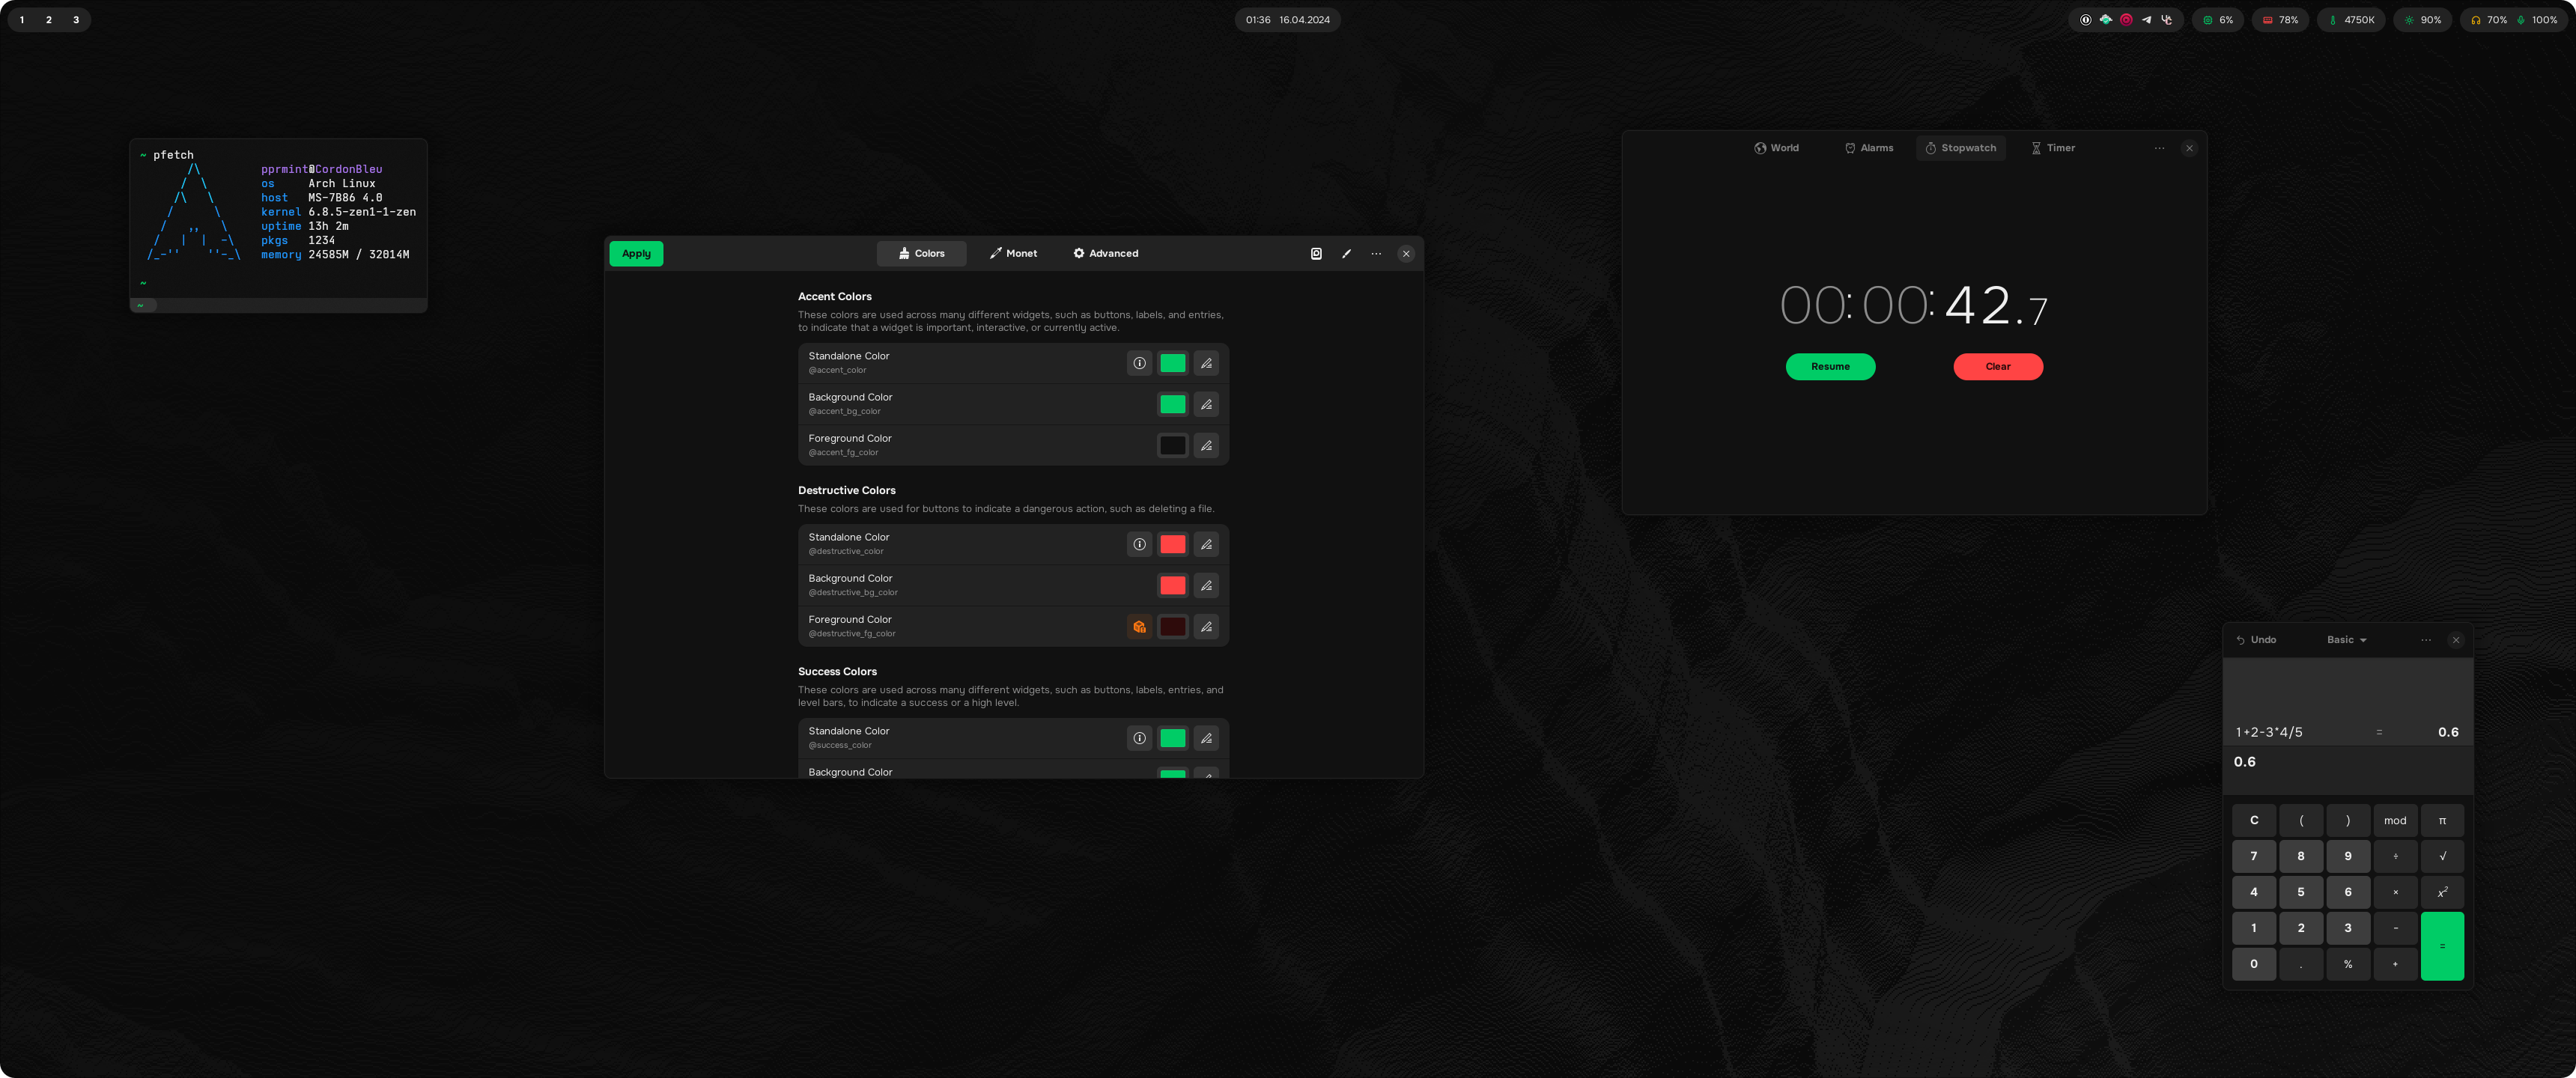 1 2 3
01:36 16.04.2024
6% 78% 4750K 90% 70% 100%
~ pfetch
pprmint@CordonBleu
os Arch Linux
host MS-7B86 4.0
kernel 6.8.5-zen1-1-zen
uptime 13h 2m
pkgs 1234
memory 24585M / 32014M
~
~
Apply Colors Monet Advanced
Accent Colors
These colors are used across many different widgets, such as buttons, labels, and entries,
to indicate that a widget is important, interactive, or currently active.
Standalone Color
@accent_color
Background Color
@accent_bg_color
Foreground Color
@accent_fg_color
Destructive Colors
These colors are used for buttons to indicate a dangerous action, such as deleting a file.
Standalone Color
@destructive_color
Background Color
@destructive_bg_color
Foreground Color
@destructive_fg_color
Success Colors
These colors are used across many different widgets, such as buttons, labels, entries, and
level bars, to indicate a success or a high level.
Standalone Color
@success_color
Background Color
World Alarms Stopwatch Timer
00:00:42.7
Resume Clear
Undo Basic
1+2-3*4/5 = 0.6
0.6
C ( ) mod π
7 8 9 ÷ √
4 5 6 × x²
1 2 3 − =
0 . % +